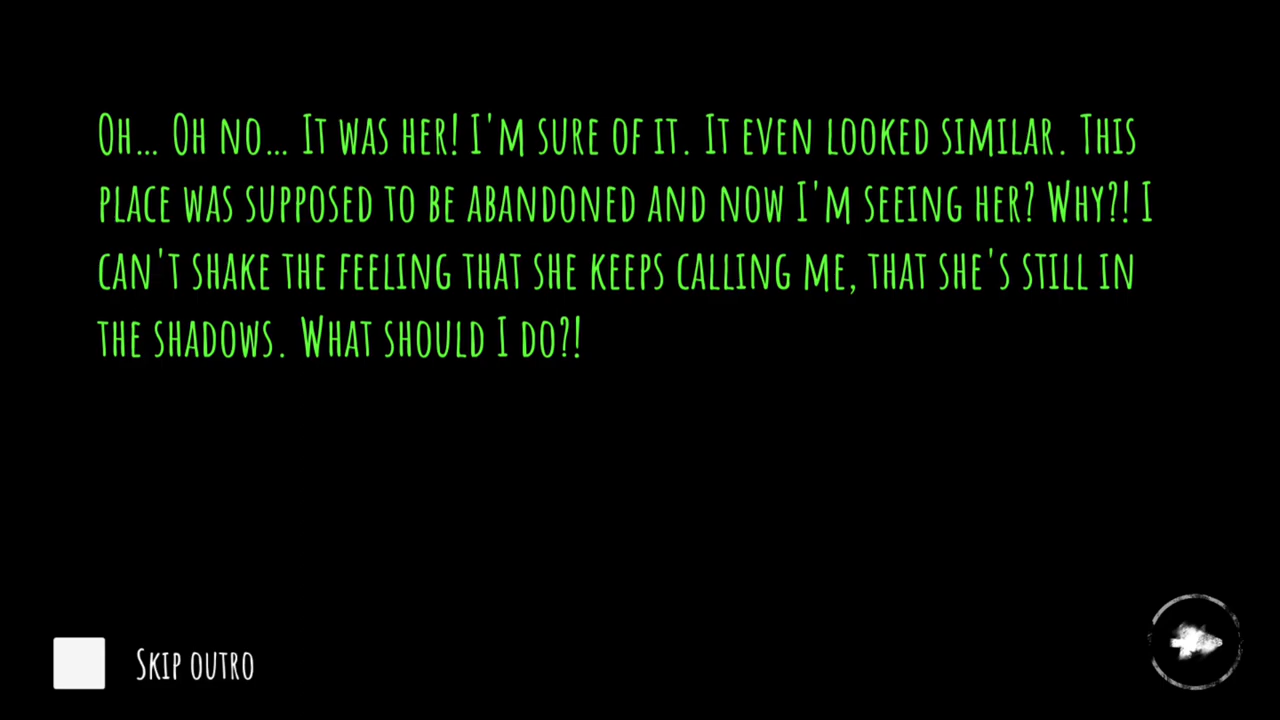 Oh... Oh no... It was her! I'm sure of it. It even looked similar. This
place was supposed to be abandoned and now I'm seeing her? Why?! I
can't shake the feeling that she keeps calling me, that she's still in
the shadows. What should I do?!
Skip outro